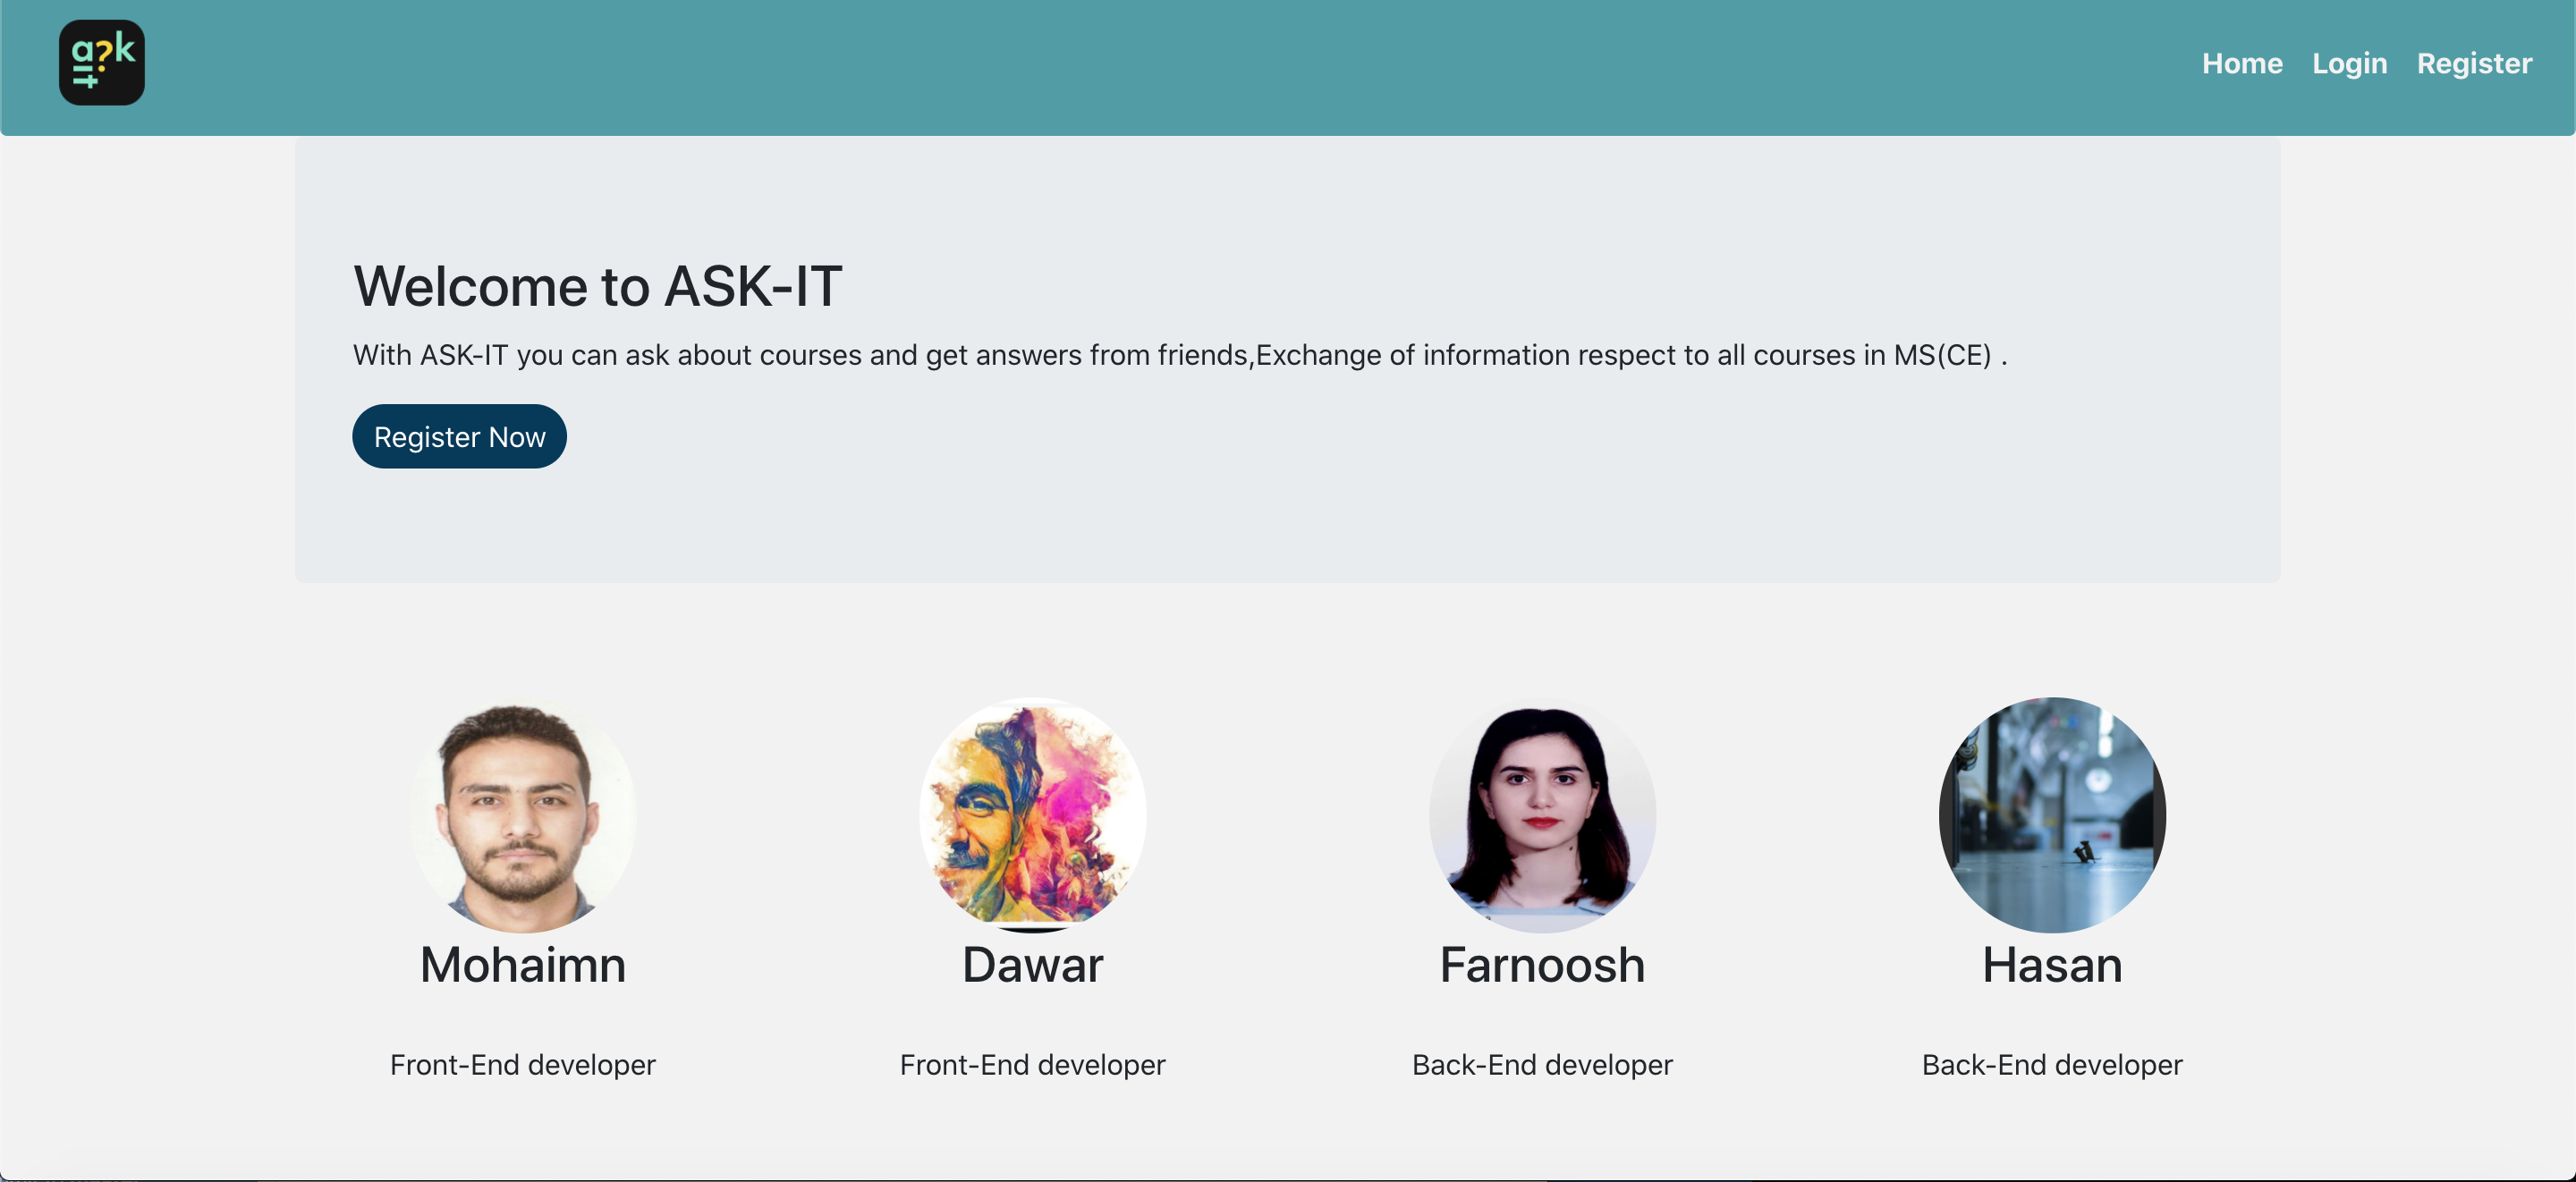 a?k
it
Home Login Register
Welcome to ASK-IT
With ASK-IT you can ask about courses and get answers from friends,Exchange of information respect to all courses in MS(CE) .
Register Now
Mohaimn Dawar Farnoosh Hasan
Front-End developer Front-End developer Back-End developer Back-End developer